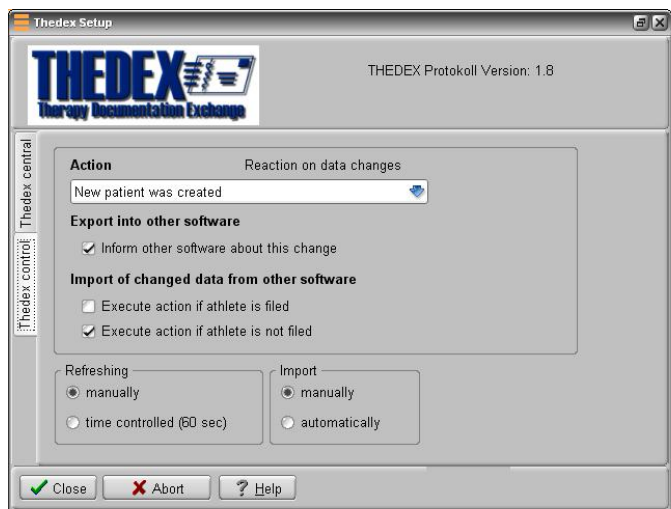 Thedex Setup
THEDEX
Therapy Documentation Exchange
THEDEX Protokoll Version: 1.8
Thedex central
Thedex control
Action Reaction on data changes
New patient was created
Export into other software
Inform other software about this change
Import of changed data from other software
Execute action if athlete is filed
Execute action if athlete is not filed
Refreshing Import
manually manually
time controlled (60 sec) automatically
Close Abort ? Help